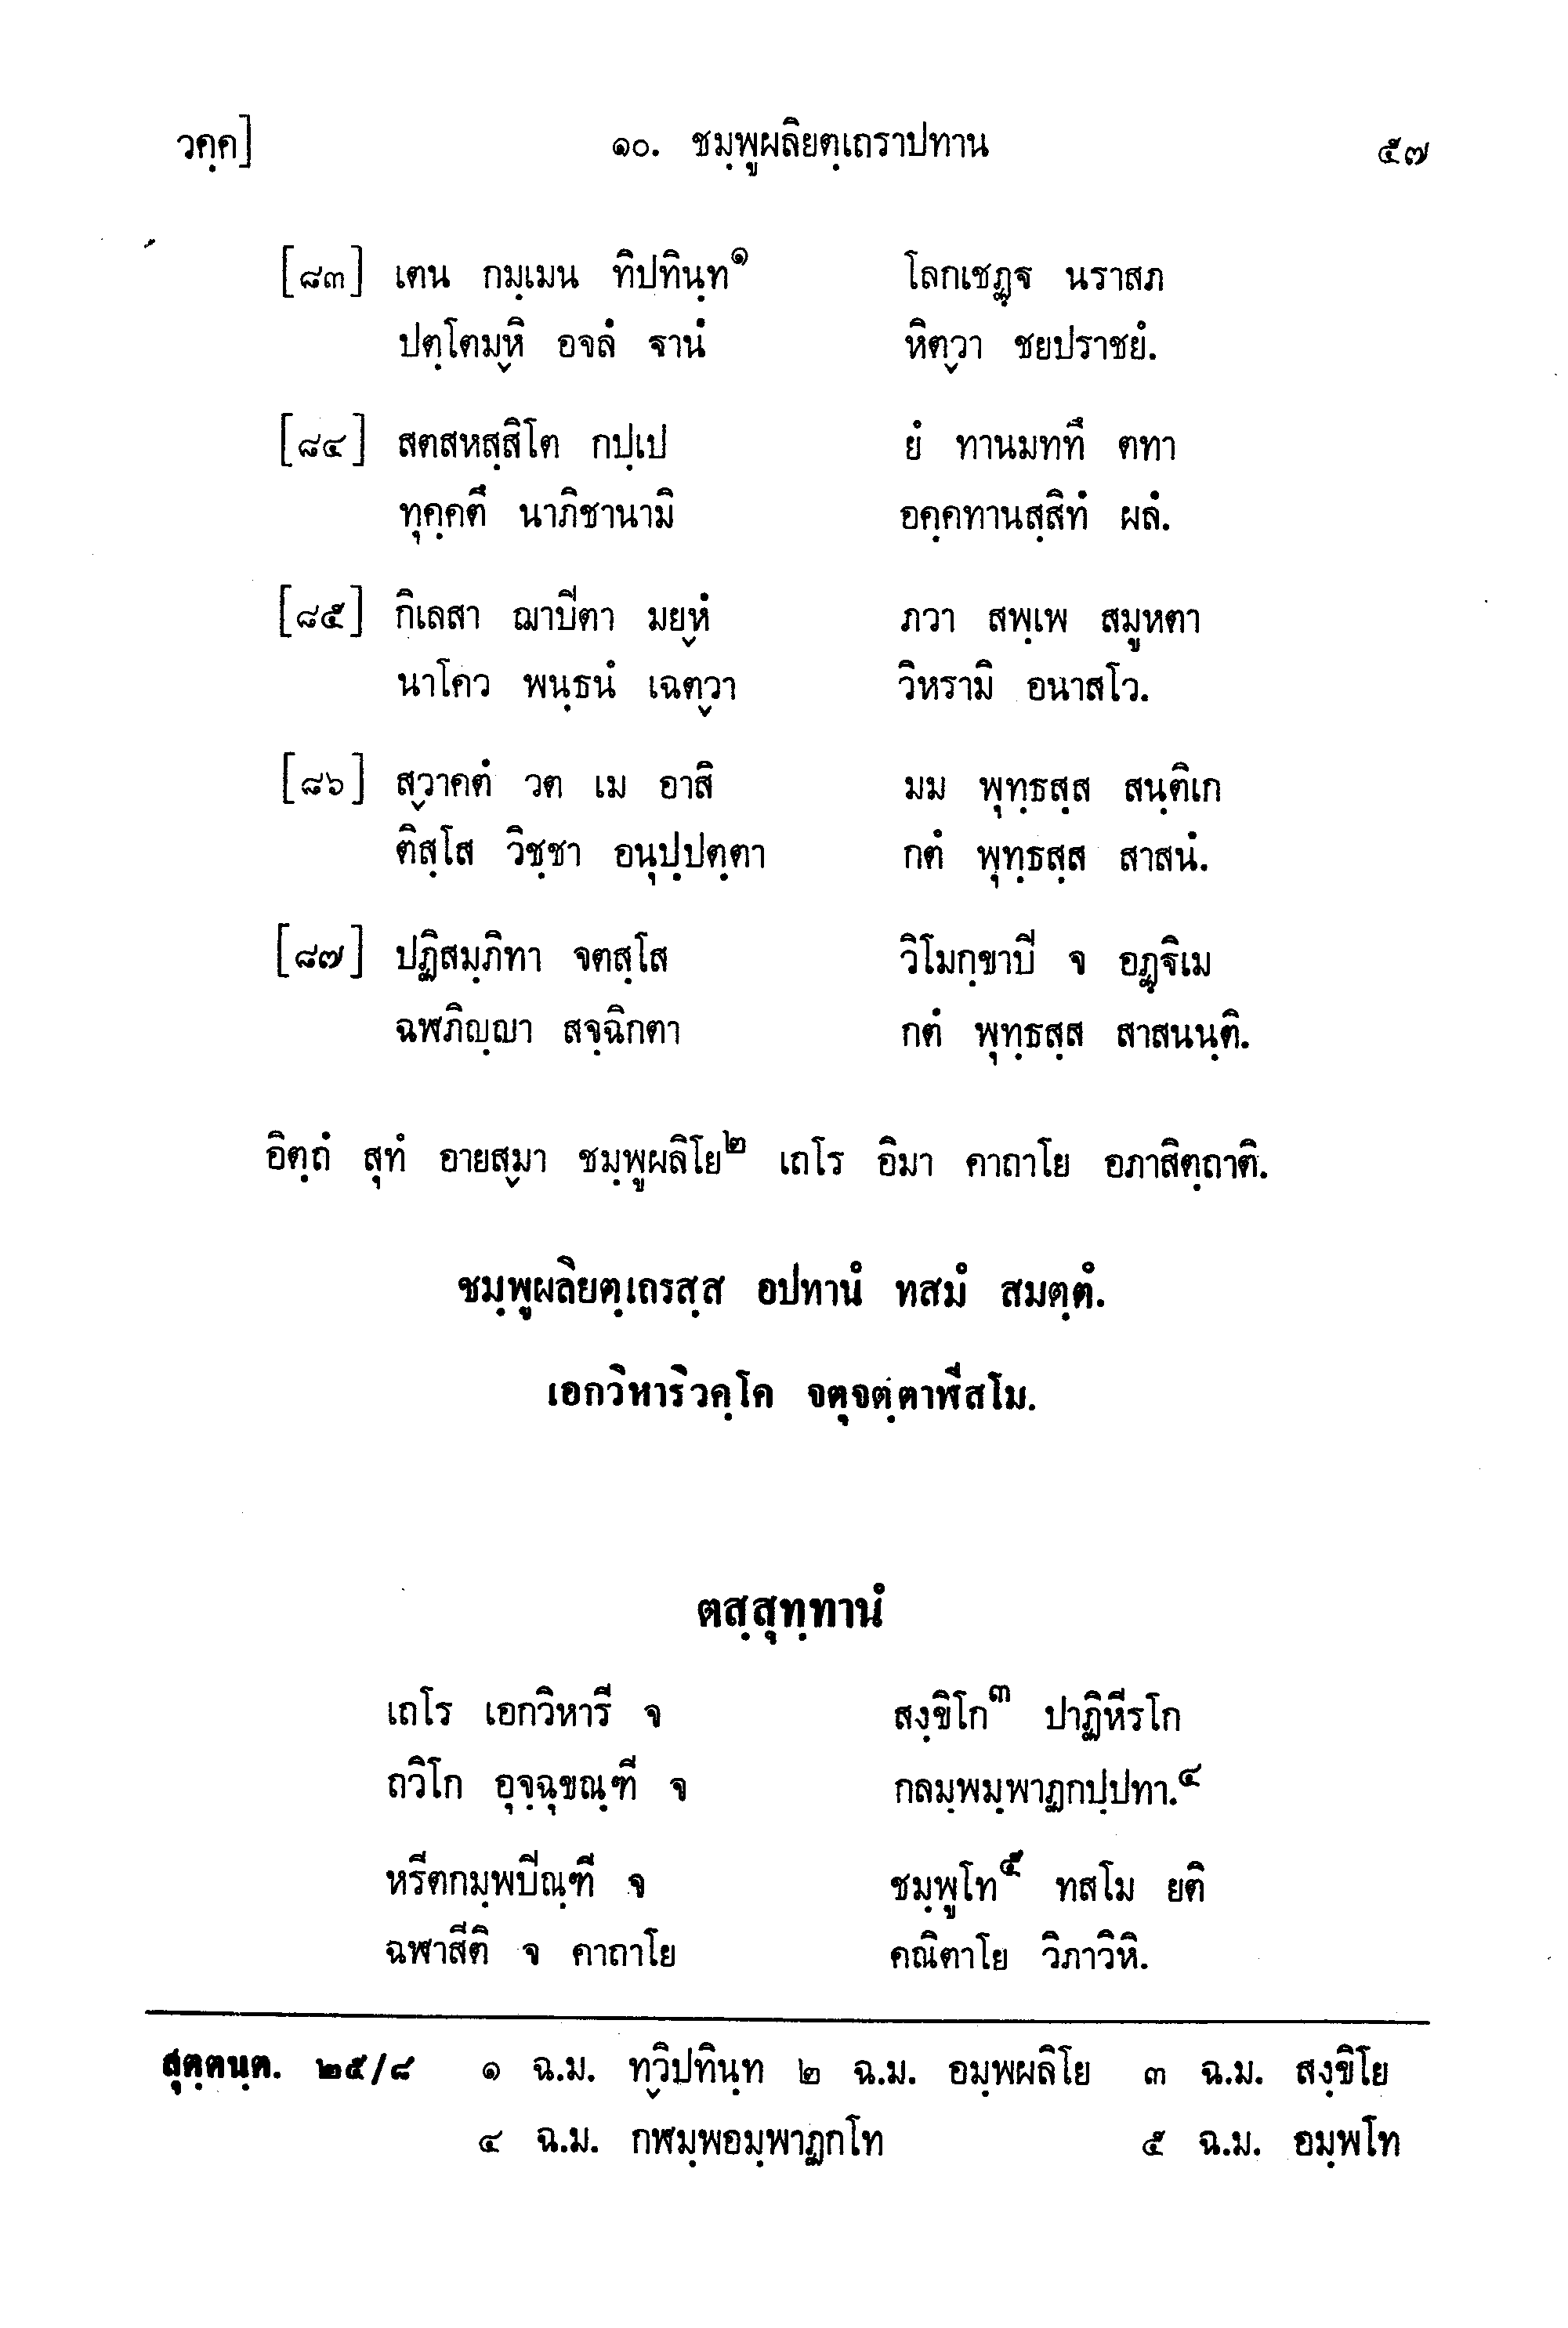 วคฺค] ๑๐. ชมฺพูผลิยตฺเถราปทาน ๕๗
[๘๓] เตน กมฺเมน ทิปทินฺท๑ โลกเชฏฺฐ นราสภ
ปตฺโตมฺหิ อจลํ ฐานํ หิตฺวา ชยปราชยํ.
[๘๔] สตสหสฺสิโต กปฺเป ยํ ทานมททึ ตทา
ทุคฺคตึ นาภิชานามิ อคฺคทานสฺสิทํ ผลํ.
[๘๕] กิเลสา ฌาปีตา มยฺหํ ภวา สพฺเพ สมูหตา
นาโคว พนฺธนํ เฉตฺวา วิหรามิ อนาสโว.
[๘๖] สฺวาคตํ วต เม อาสิ มม พุทฺธสฺส สนฺติเก
ติสฺโส วิชฺชา อนุปฺปตฺตา กตํ พุทฺธสฺส สาสนํ.
[๘๗] ปฏิสมฺภิทา จตสฺโส วิโมกฺขาปี จ อฏฺฐิเม
ฉฬภิญฺญา สจฺฉิกตา กตํ พุทฺธสฺส สาสนนฺติ.
อิตฺถํ สุทํ อายสฺมา ชมฺพูผลิโย๒ เถโร อิมา คาถาโย อภาสิตฺถาติ.
ชมฺพูผลิยตฺเถรสฺส อปทานํ ทสมํ สมตฺตํ.
เอกวิหาริวคฺโค จตุจตฺตาฬีสโม.
ตสฺสุทฺทานํ
เถโร เอกวิหารี จ สงฺขิโก๓ ปาฏิหีรโก
ถวิโก อุจฺฉุขณฺฑี จ กลมฺพมฺพาฏกปฺปทา.๔
หรีตกมฺพปีณฺฑี จ ชมฺพูโท๕ ทสโม ยติ
ฉฬาสีติ จ คาถาโย คณิตาโย วิภาวิหิ.
สุตฺตนฺต. ๒๕/๘ ๑ ฉ.ม. ทฺวิปทินฺท ๒ ฉ.ม. อมฺพผลิโย ๓ ฉ.ม. สงฺขิโย
๔ ฉ.ม. กฬมฺพอมฺพาฏกโท ๕ ฉ.ม. อมฺพโท